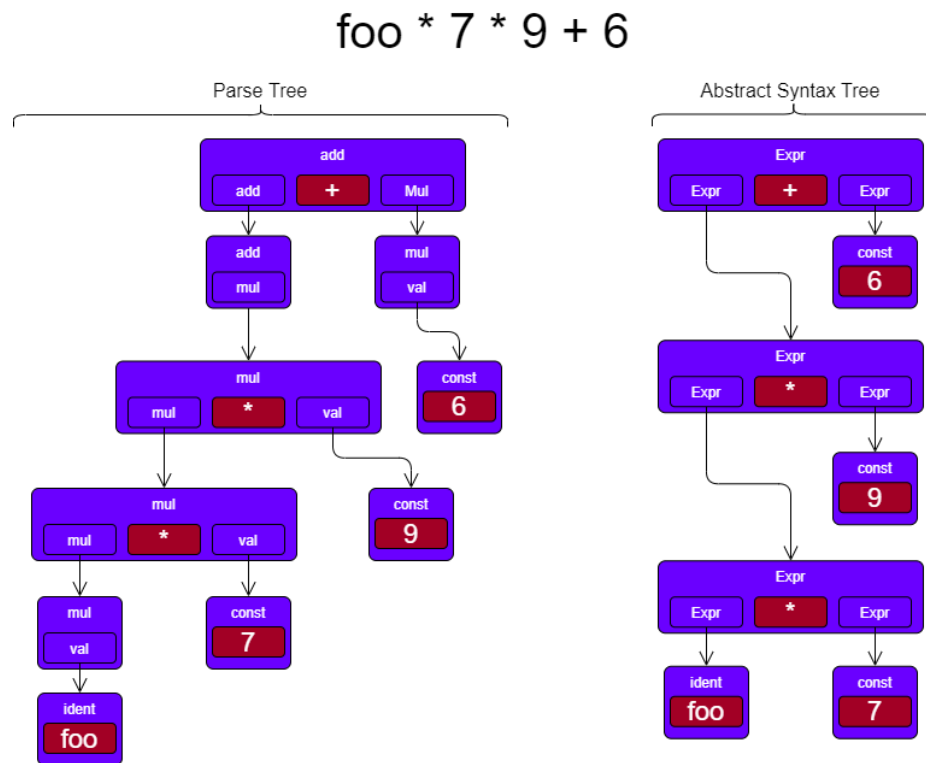 foo * 7 * 9 + 6
Parse Tree
add
add + Mul
add
mul
mul
val
mul
mul * val
const
6
mul
mul * val
const
9
mul
val
const
7
ident
foo
Abstract Syntax Tree
Expr
Expr + Expr
const
6
Expr
Expr * Expr
const
9
Expr
Expr * Expr
ident
foo
const
7